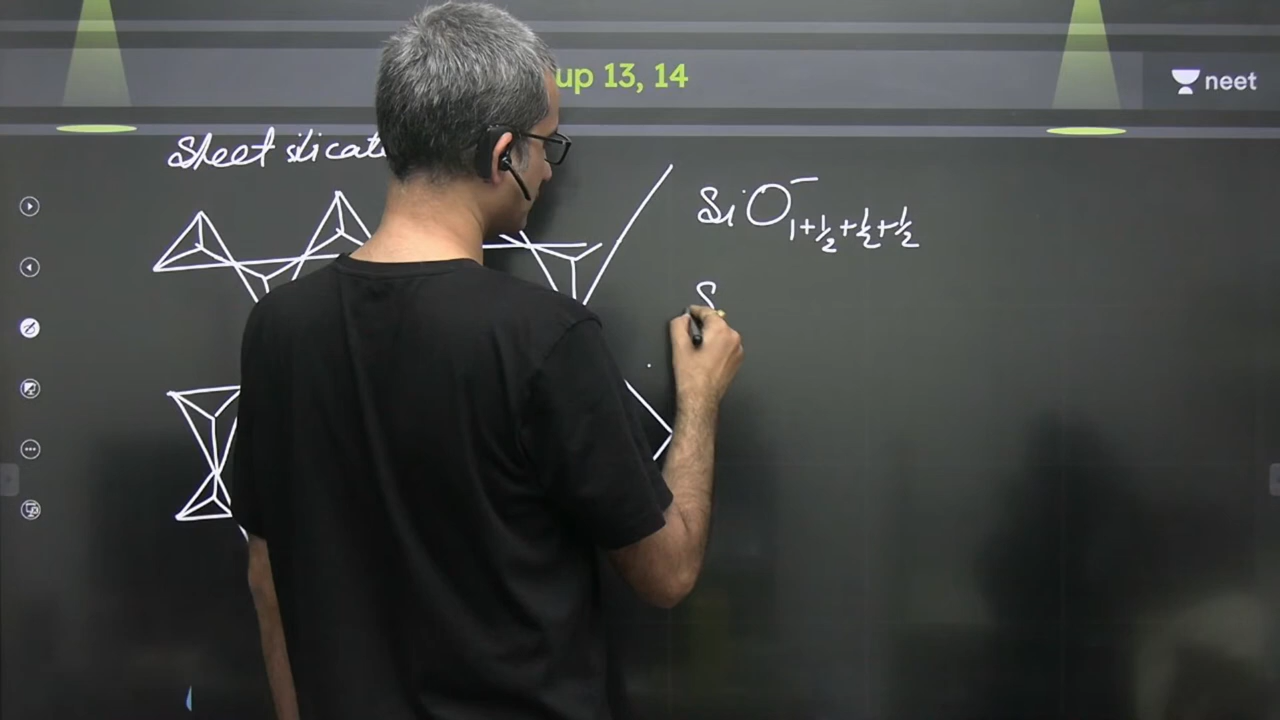 up 13, 14
neet
Sheet silicat
SiO⁻ 1+½+½+½
S